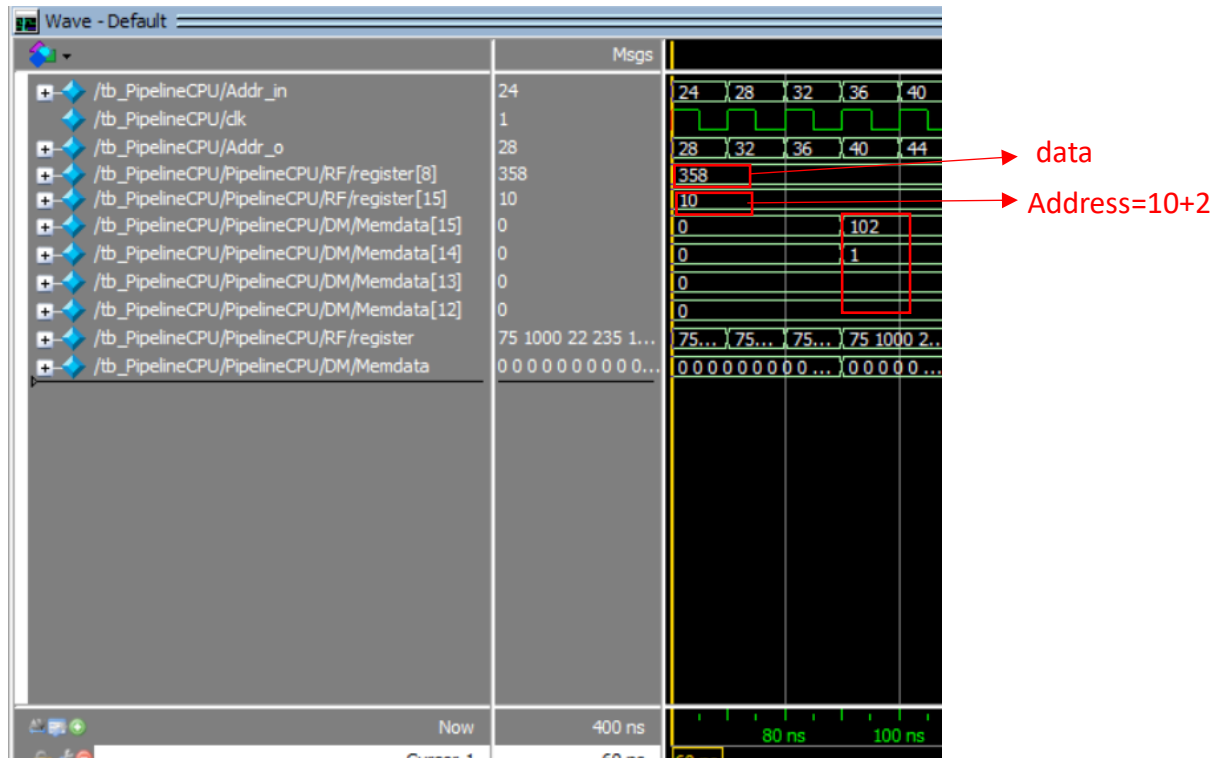 Wave - Default
Msgs
/tb_PipelineCPU/Addr_in 24 24 28 32 36 40
/tb_PipelineCPU/clk 1
/tb_PipelineCPU/Addr_o 28 28 32 36 40 44
data
/tb_PipelineCPU/PipelineCPU/RF/register[8] 358 358
/tb_PipelineCPU/PipelineCPU/RF/register[15] 10 10
Address=10+2
/tb_PipelineCPU/PipelineCPU/DM/Memdata[15] 0 0 102
/tb_PipelineCPU/PipelineCPU/DM/Memdata[14] 0 0 1
/tb_PipelineCPU/PipelineCPU/DM/Memdata[13] 0 0
/tb_PipelineCPU/PipelineCPU/DM/Memdata[12] 0 0
/tb_PipelineCPU/PipelineCPU/RF/register 75 1000 22 235 1... 75... 75... 75... 75 1000 2...
/tb_PipelineCPU/PipelineCPU/DM/Memdata 0 0 0 0 0 0 0 0 0 0 0... 0 0 0 0 0 0 0 0 0 ... 0 0 0 0 0 ...
Now 400 ns 80 ns 100 ns